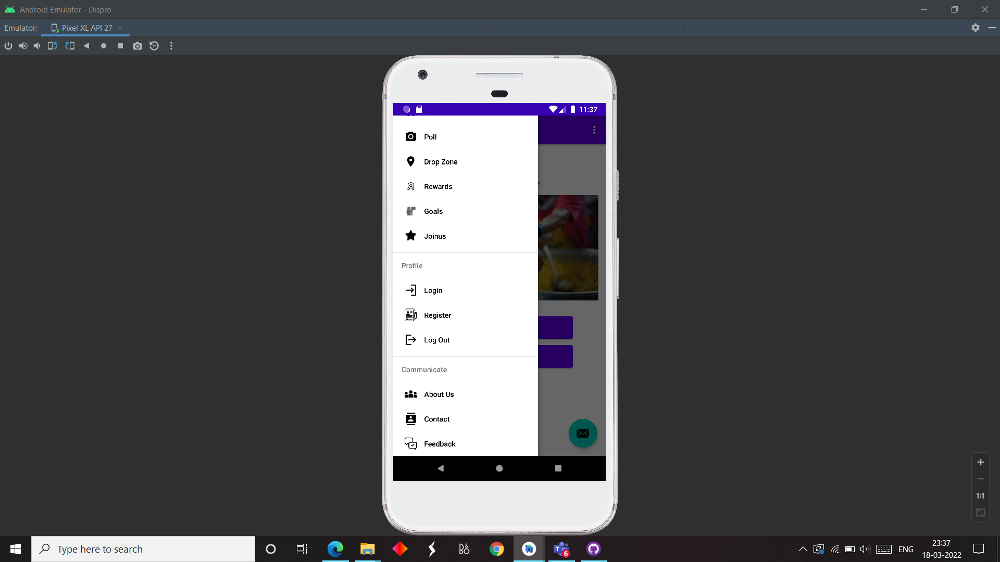 Android Emulator - Dispro
Emulator: Pixel XL API 27
11:37
Poll
Drop Zone
Rewards
Goals
Joinus
Profile
Login
Register
Log Out
Communicate
About Us
Contact
Feedback
1:1
Type here to search
6
ENG
23:37
18-03-2022